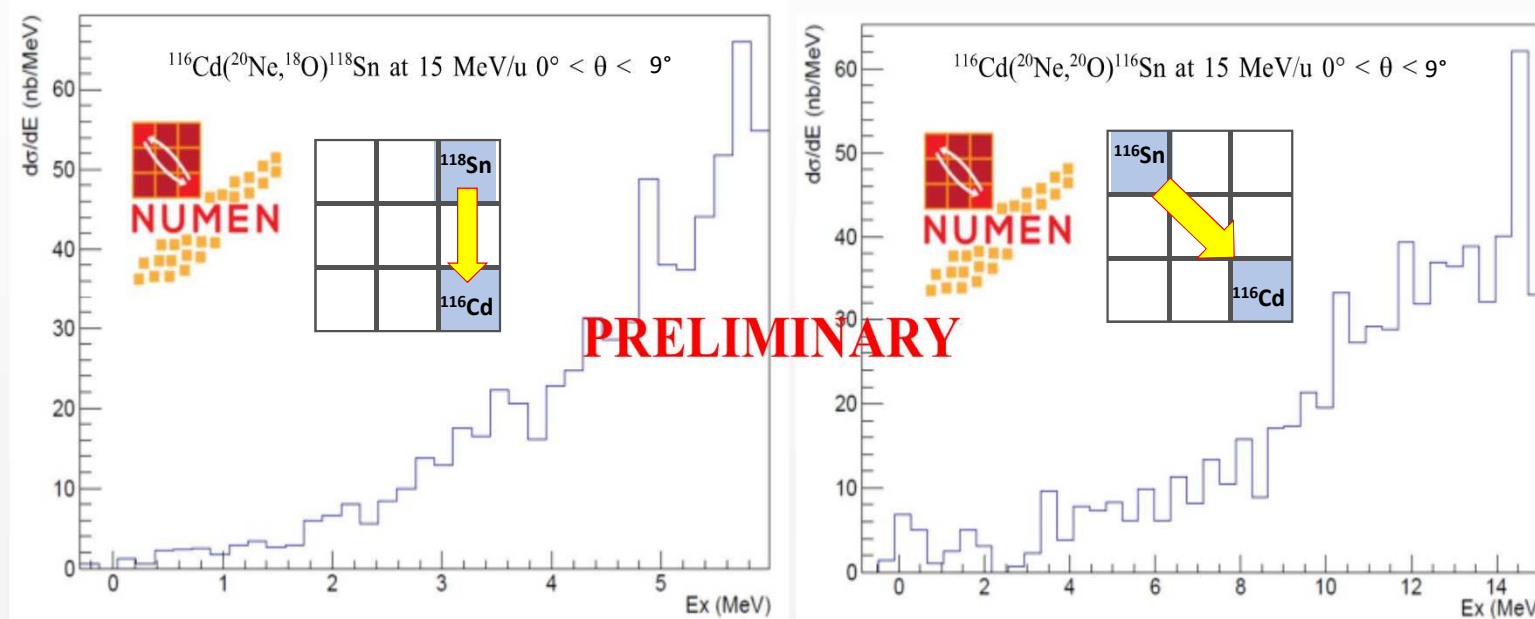 dσ/dE (nb/MeV)
¹¹⁶Cd(²⁰Ne,¹⁸O)¹¹⁸Sn at 15 MeV/u 0° < θ < 9°
NUMEN
¹¹⁸Sn
¹¹⁶Cd
60
50
40
30
20
10
0
0 1 2 3 4 5
Ex (MeV)
PRELIMINARY
dσ/dE (nb/MeV)
¹¹⁶Cd(²⁰Ne,²⁰O)¹¹⁶Sn at 15 MeV/u 0° < θ < 9°
NUMEN
¹¹⁶Sn
¹¹⁶Cd
60
50
40
30
20
10
0
0 2 4 6 8 10 12 14
Ex (MeV